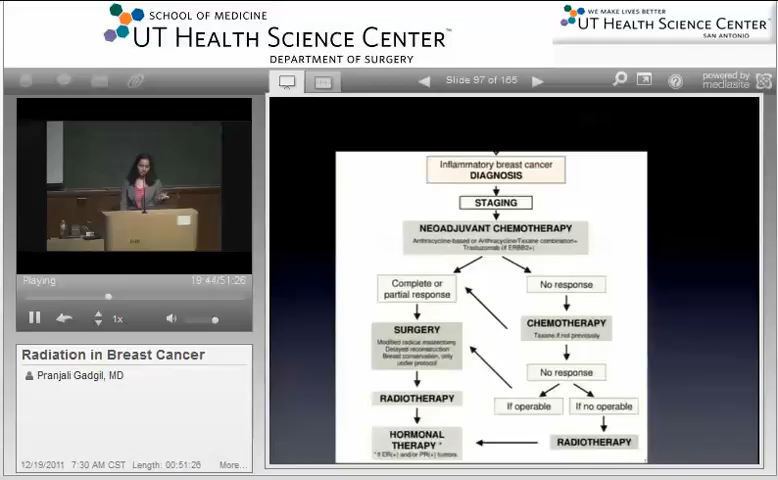 SCHOOL OF MEDICINE
UT HEALTH SCIENCE CENTER™
DEPARTMENT OF SURGERY
WE MAKE LIVES BETTER
UT HEALTH SCIENCE CENTER™
SAN ANTONIO
Slide 97 of 165
powered by
mediasite
Inflammatory breast cancer
DIAGNOSIS
STAGING
NEOADJUVANT CHEMOTHERAPY
Anthracycline-based or Anthracycline/Taxane combination+
Trastuzumab (if ERBB2+)
Complete or
partial response
No response
SURGERY
Modified radical mastectomy
Delayed reconstruction
Breast conservation, only
under protocol
CHEMOTHERAPY
Taxane if not previously
No response
RADIOTHERAPY
If operable
If no operable
HORMONAL
THERAPY *
* If ER(+) and/or PR(+) tumors.
RADIOTHERAPY
Playing
19:44/51:26
1x
Radiation in Breast Cancer
Pranjali Gadgil, MD
12/19/2011 7:30 AM CST Length: 00:51:26 More...